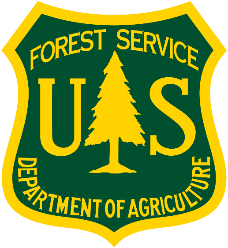 FOREST SERVICE
U S
DEPARTMENT OF AGRICULTURE